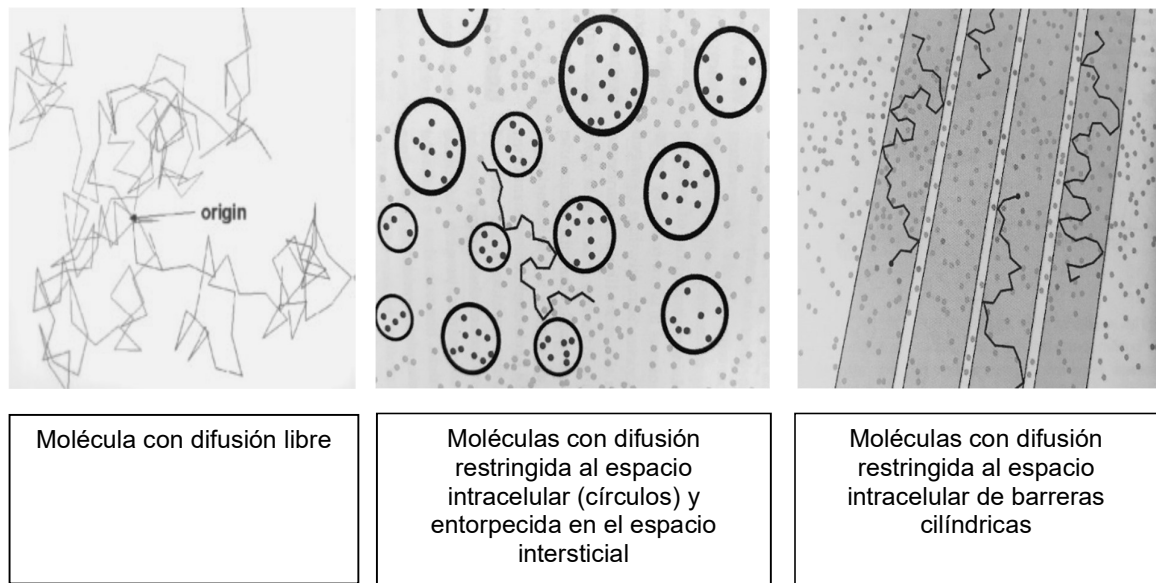 origin
Molécula con difusión libre
Moléculas con difusión
restringida al espacio
intracelular (círculos) y
entorpecida en el espacio
intersticial
Moléculas con difusión
restringida al espacio
intracelular de barreras
cilíndricas